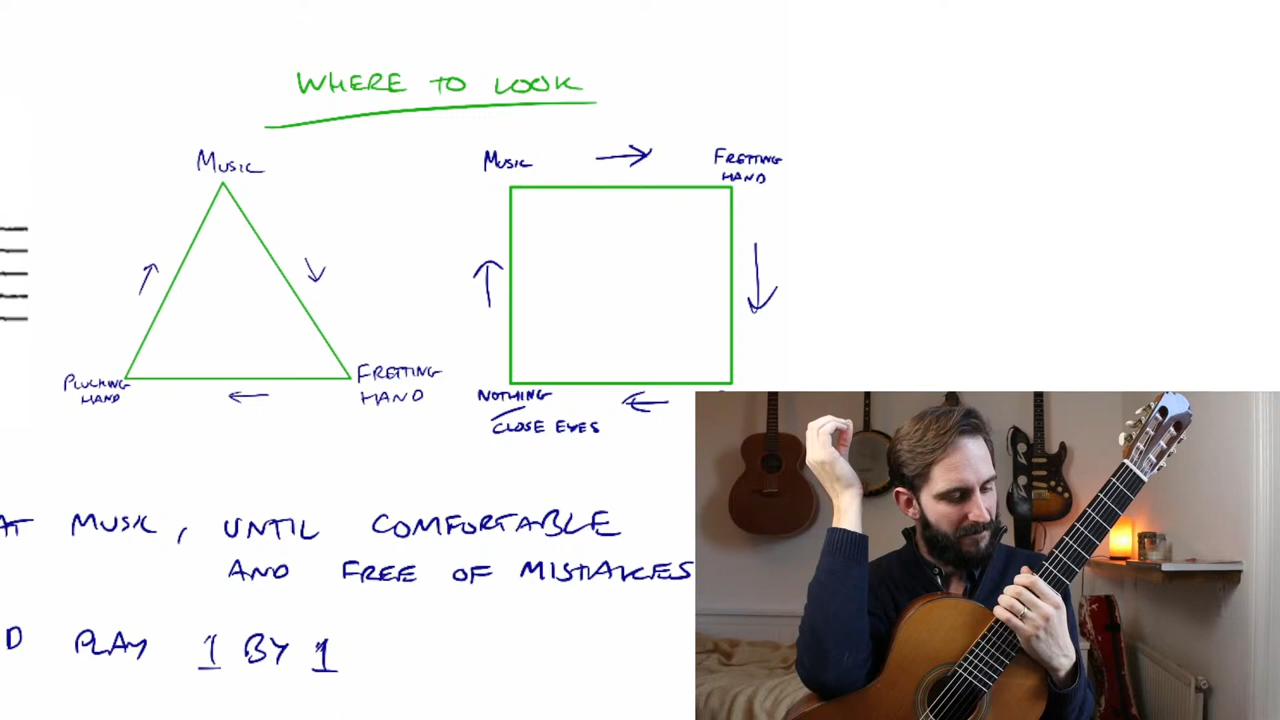 WHERE TO LOOK
MUSIC
PLUCKING
HAND
FRETTING
HAND
MUSIC
FRETTING
HAND
NOTHING
CLOSE EYES
AT MUSIC, UNTIL COMFORTABLE
AND FREE OF MISTAKES
D PLAY 1 BY 1